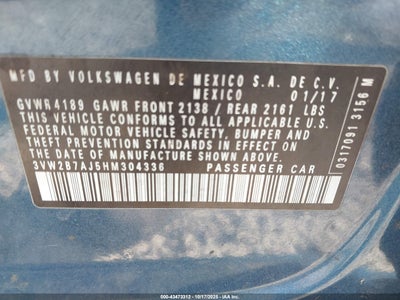 MFD BY VOLKSWAGEN DE MEXICO S.A. DE C.V.
MEXICO 01/17
GVWR 4189 GAWR FRONT 2138 / REAR 2161 LBS
THIS VEHICLE CONFORMS TO ALL APPLICABLE U.S.
FEDERAL MOTOR VEHICLE SAFETY, BUMPER AND
THEFT PREVENTION STANDARDS IN EFFECT ON THE
DATE OF MANUFACTURE SHOWN ABOVE.
3VW2B7AJ5HM304336 PASSENGER CAR
0317091 3156 M
STOCK: 43473313 - 10/17/2025 - IAA, Inc.